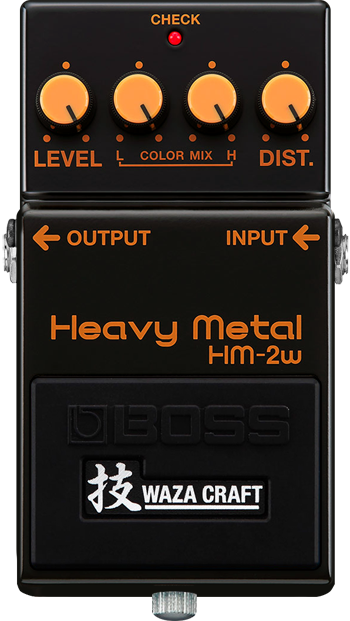 CHECK
LEVEL L COLOR MIX H DIST.
OUTPUT INPUT
Heavy Metal
HM-2w
BOSS
技 WAZA CRAFT